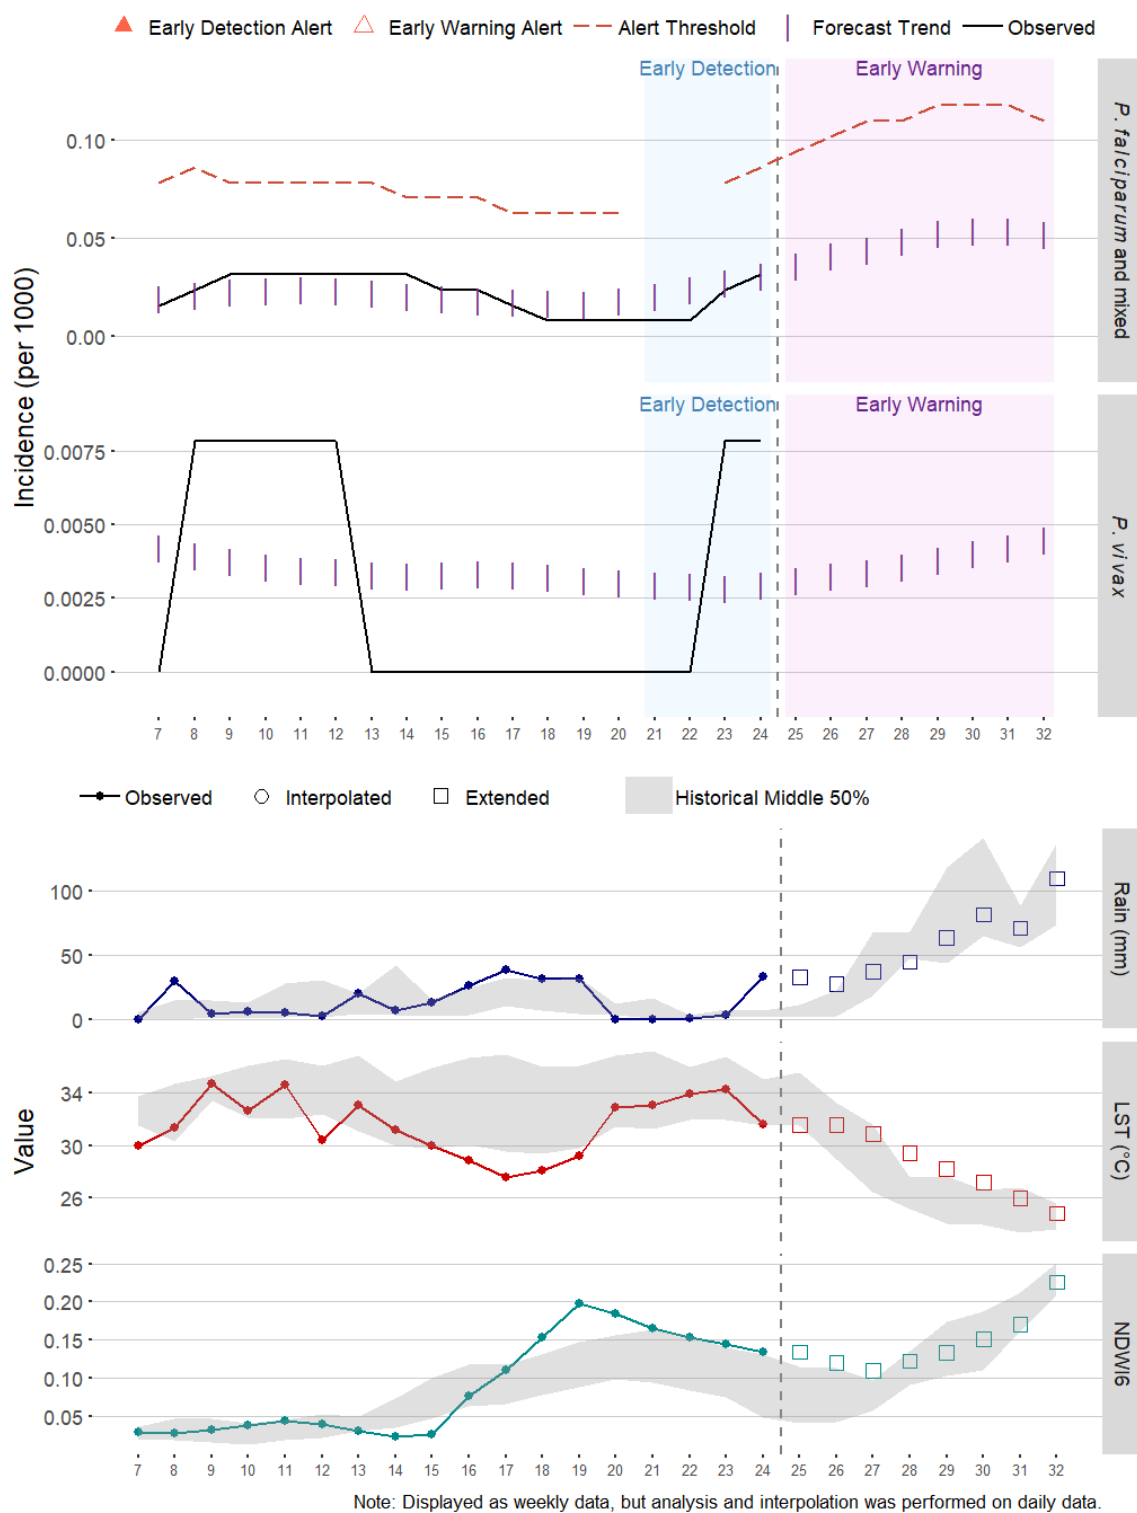 Early Detection Alert Early Warning Alert Alert Threshold Forecast Trend Observed
Early Detection Early Warning
0.10
0.05
0.00
P. falciparum and mixed
Incidence (per 1000)
Early Detection Early Warning
0.0075
0.0050
0.0025
0.0000
P. vivax
7 8 9 10 11 12 13 14 15 16 17 18 19 20 21 22 23 24 25 26 27 28 29 30 31 32
Observed Interpolated Extended Historical Middle 50%
100
50
0
Rain (mm)
Value
34
30
26
LST (°C)
0.25
0.20
0.15
0.10
0.05
NDWI6
7 8 9 10 11 12 13 14 15 16 17 18 19 20 21 22 23 24 25 26 27 28 29 30 31 32
Note: Displayed as weekly data, but analysis and interpolation was performed on daily data.